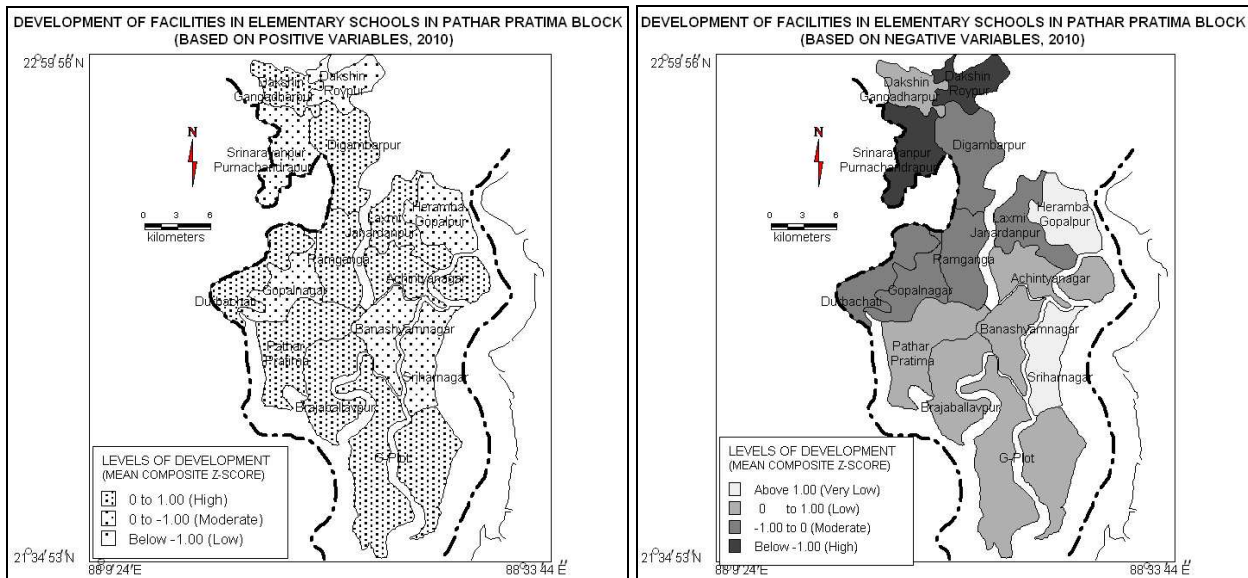 DEVELOPMENT OF FACILITIES IN ELEMENTARY SCHOOLS IN PATHAR PRATIMA BLOCK
(BASED ON POSITIVE VARIABLES, 2010)
22°59'56" N
Dakshin
Roypur
Dakshin
Gangadharpur
N
Srinarayanpur
Purnachandrapur
Digambarpur
0 3 6
kilometers
Heramba
Gopalpur
Laxmi
Janardanpur
Ramganga
Achintyanagar
Gopalnagar
Durbachati
Banashyamnagar
Pathar
Pratima
Sriharnagar
Brajaballavpur
G-Plot
LEVELS OF DEVELOPMENT
(MEAN COMPOSITE Z-SCORE)
0 to 1.00 (High)
0 to -1.00 (Moderate)
Below -1.00 (Low)
21°34'53" N
88°9'24" E
88°33'44" E
DEVELOPMENT OF FACILITIES IN ELEMENTARY SCHOOLS IN PATHAR PRATIMA BLOCK
(BASED ON NEGATIVE VARIABLES, 2010)
22°59'56" N
Dakshin
Roypur
Dakshin
Gangadharpur
N
Srinarayanpur
Purnachandrapur
Digambarpur
0 3 6
kilometers
Heramba
Gopalpur
Laxmi
Janardanpur
Ramganga
Achintyanagar
Gopalnagar
Durbachati
Banashyamnagar
Pathar
Pratima
Sriharnagar
Brajaballavpur
G-Plot
LEVELS OF DEVELOPMENT
(MEAN COMPOSITE Z-SCORE)
Above 1.00 (Very Low)
0 to 1.00 (Low)
-1.00 to 0 (Moderate)
Below -1.00 (High)
21°34'53" N
88°9'24" E
88°33'44" E